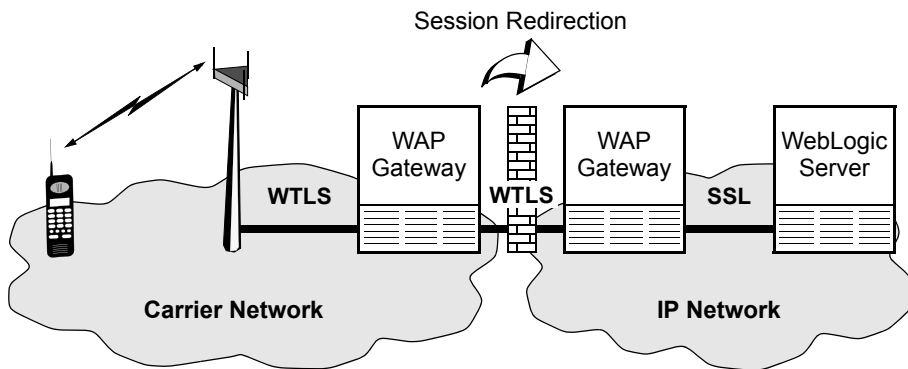 Session Redirection
WAP
Gateway
WAP
Gateway
WebLogic
Server
WTLS
WTLS
SSL
Carrier Network
IP Network